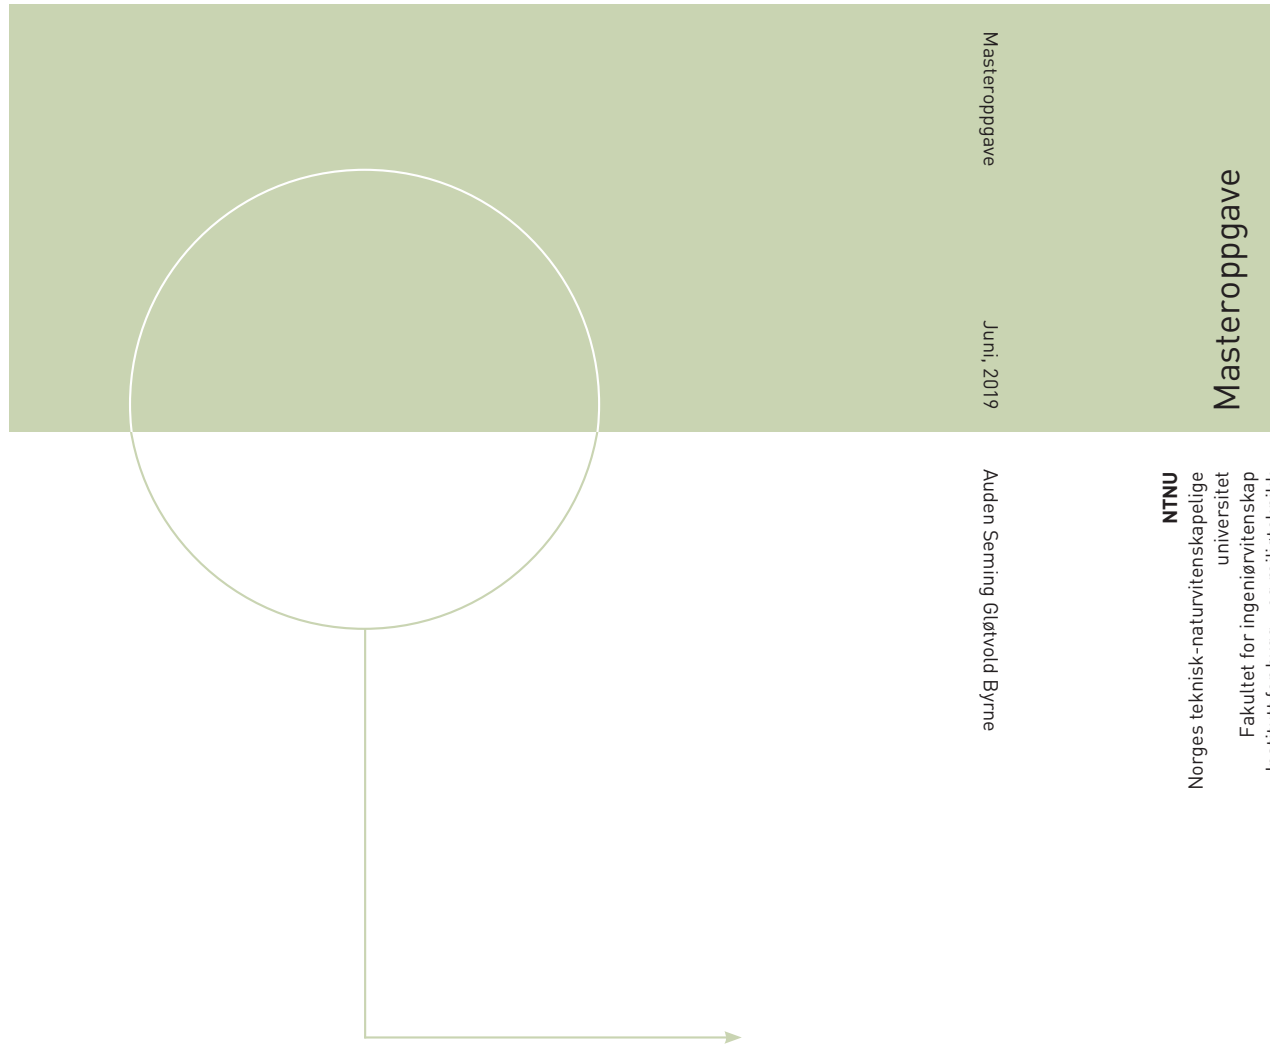 Masteroppgave
Juni, 2019
Auden Seming Gløtvold Byrne
Masteroppgave
NTNU
Norges teknisk-naturvitenskapelige
universitet
Fakultet for ingeniørvitenskap